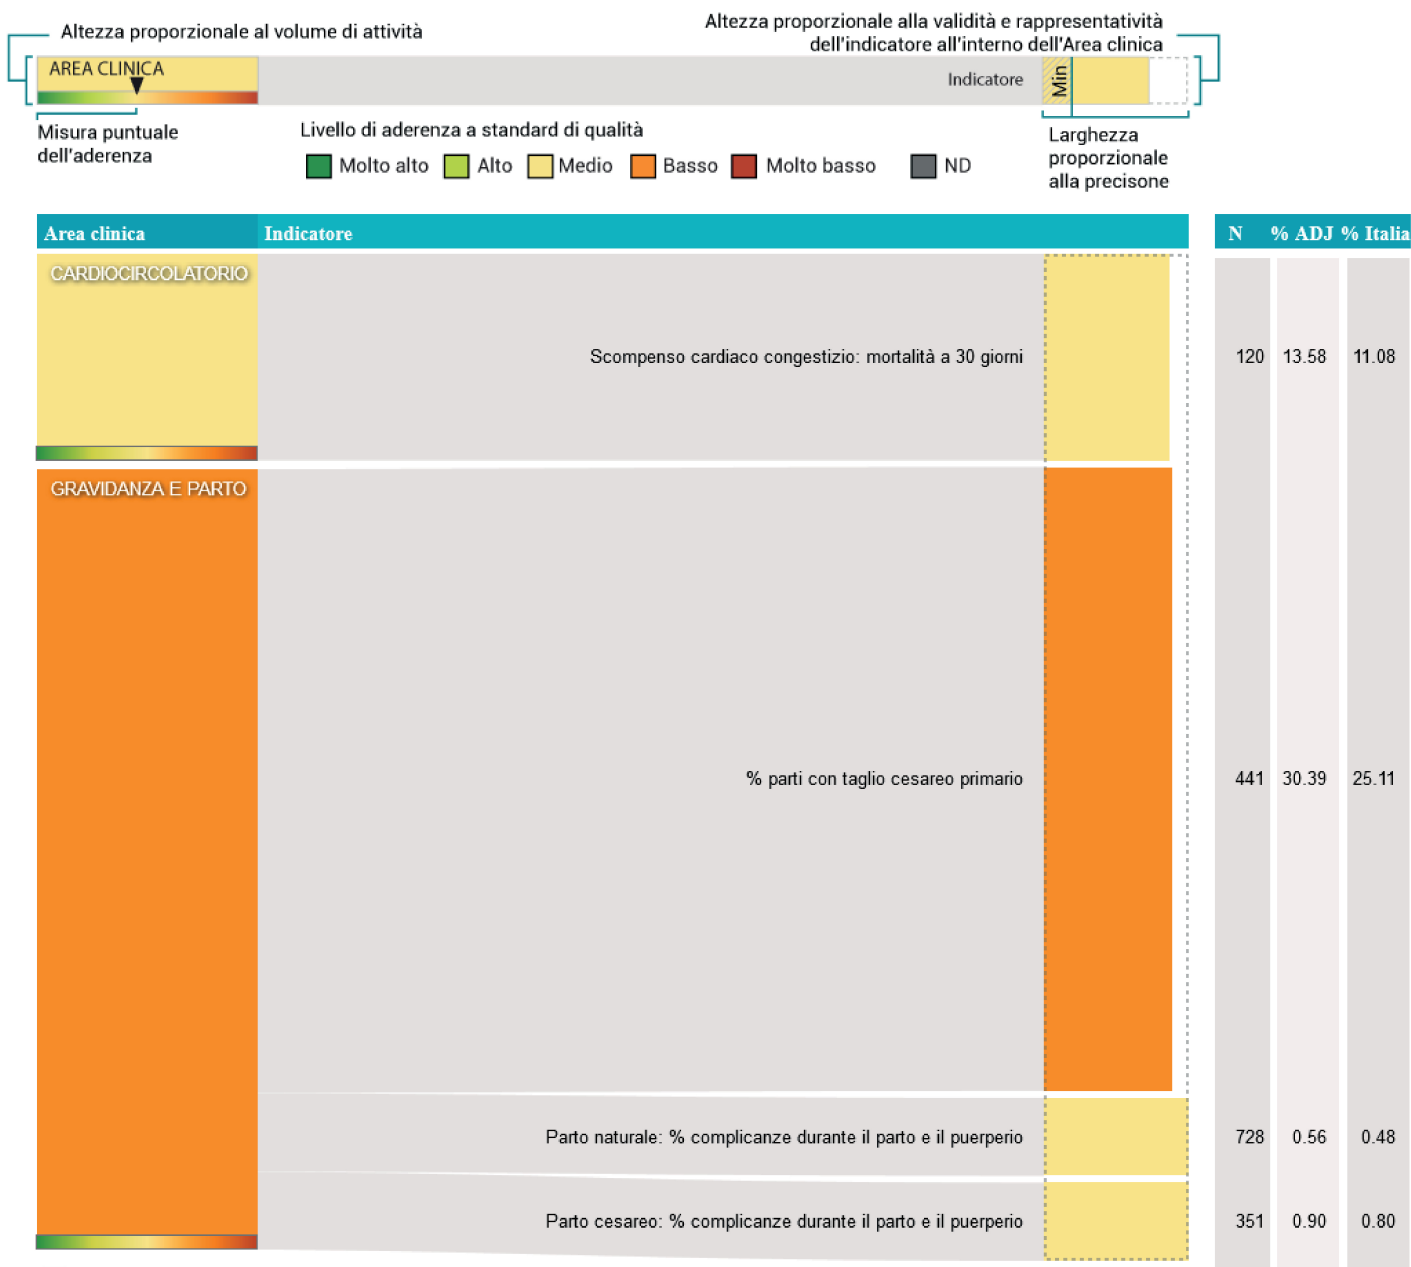 Altezza proporzionale al volume di attività
Altezza proporzionale alla validità e rappresentatività
dell'indicatore all'interno dell'Area clinica
AREA CLINICA
Indicatore
Min
Misura puntuale
dell'aderenza
Livello di aderenza a standard di qualità
Molto alto Alto Medio Basso Molto basso ND
Larghezza
proporzionale
alla precisone
Area clinica Indicatore N % ADJ % Italia
CARDIOCIRCOLATORIO
Scompenso cardiaco congestizio: mortalità a 30 giorni 120 13.58 11.08
GRAVIDANZA E PARTO
% parti con taglio cesareo primario 441 30.39 25.11
Parto naturale: % complicanze durante il parto e il puerperio 728 0.56 0.48
Parto cesareo: % complicanze durante il parto e il puerperio 351 0.90 0.80